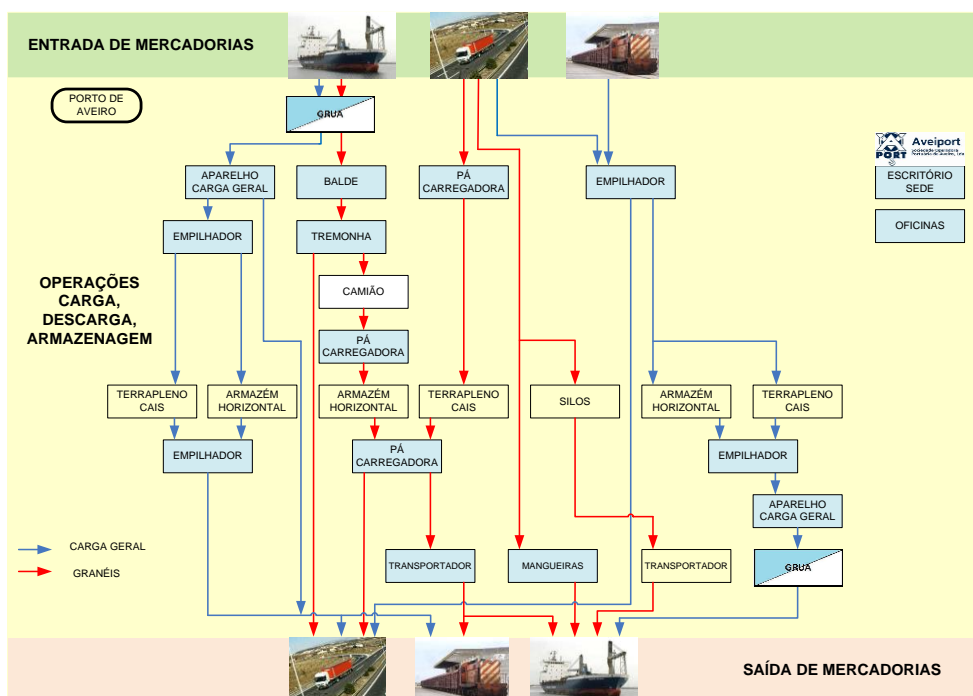 ENTRADA DE MERCADORIAS
PORTO DE
AVEIRO
GRUA
Aveiport
PORT
APARELHO
CARGA GERAL
BALDE
PÁ
CARREGADORA
EMPILHADOR
ESCRITÓRIO
SEDE
EMPILHADOR
TREMONHA
OFICINAS
OPERAÇÕES
CARGA,
DESCARGA,
ARMAZENAGEM
CAMIÃO
PÁ
CARREGADORA
TERRAPLENO
CAIS
ARMAZÉM
HORIZONTAL
ARMAZÉM
HORIZONTAL
TERRAPLENO
CAIS
SILOS
ARMAZÉM
HORIZONTAL
TERRAPLENO
CAIS
EMPILHADOR
PÁ
CARREGADORA
EMPILHADOR
APARELHO
CARGA GERAL
CARGA GERAL
GRANÉIS
TRANSPORTADOR
MANGUEIRAS
TRANSPORTADOR
GRUA
SAÍDA DE MERCADORIAS